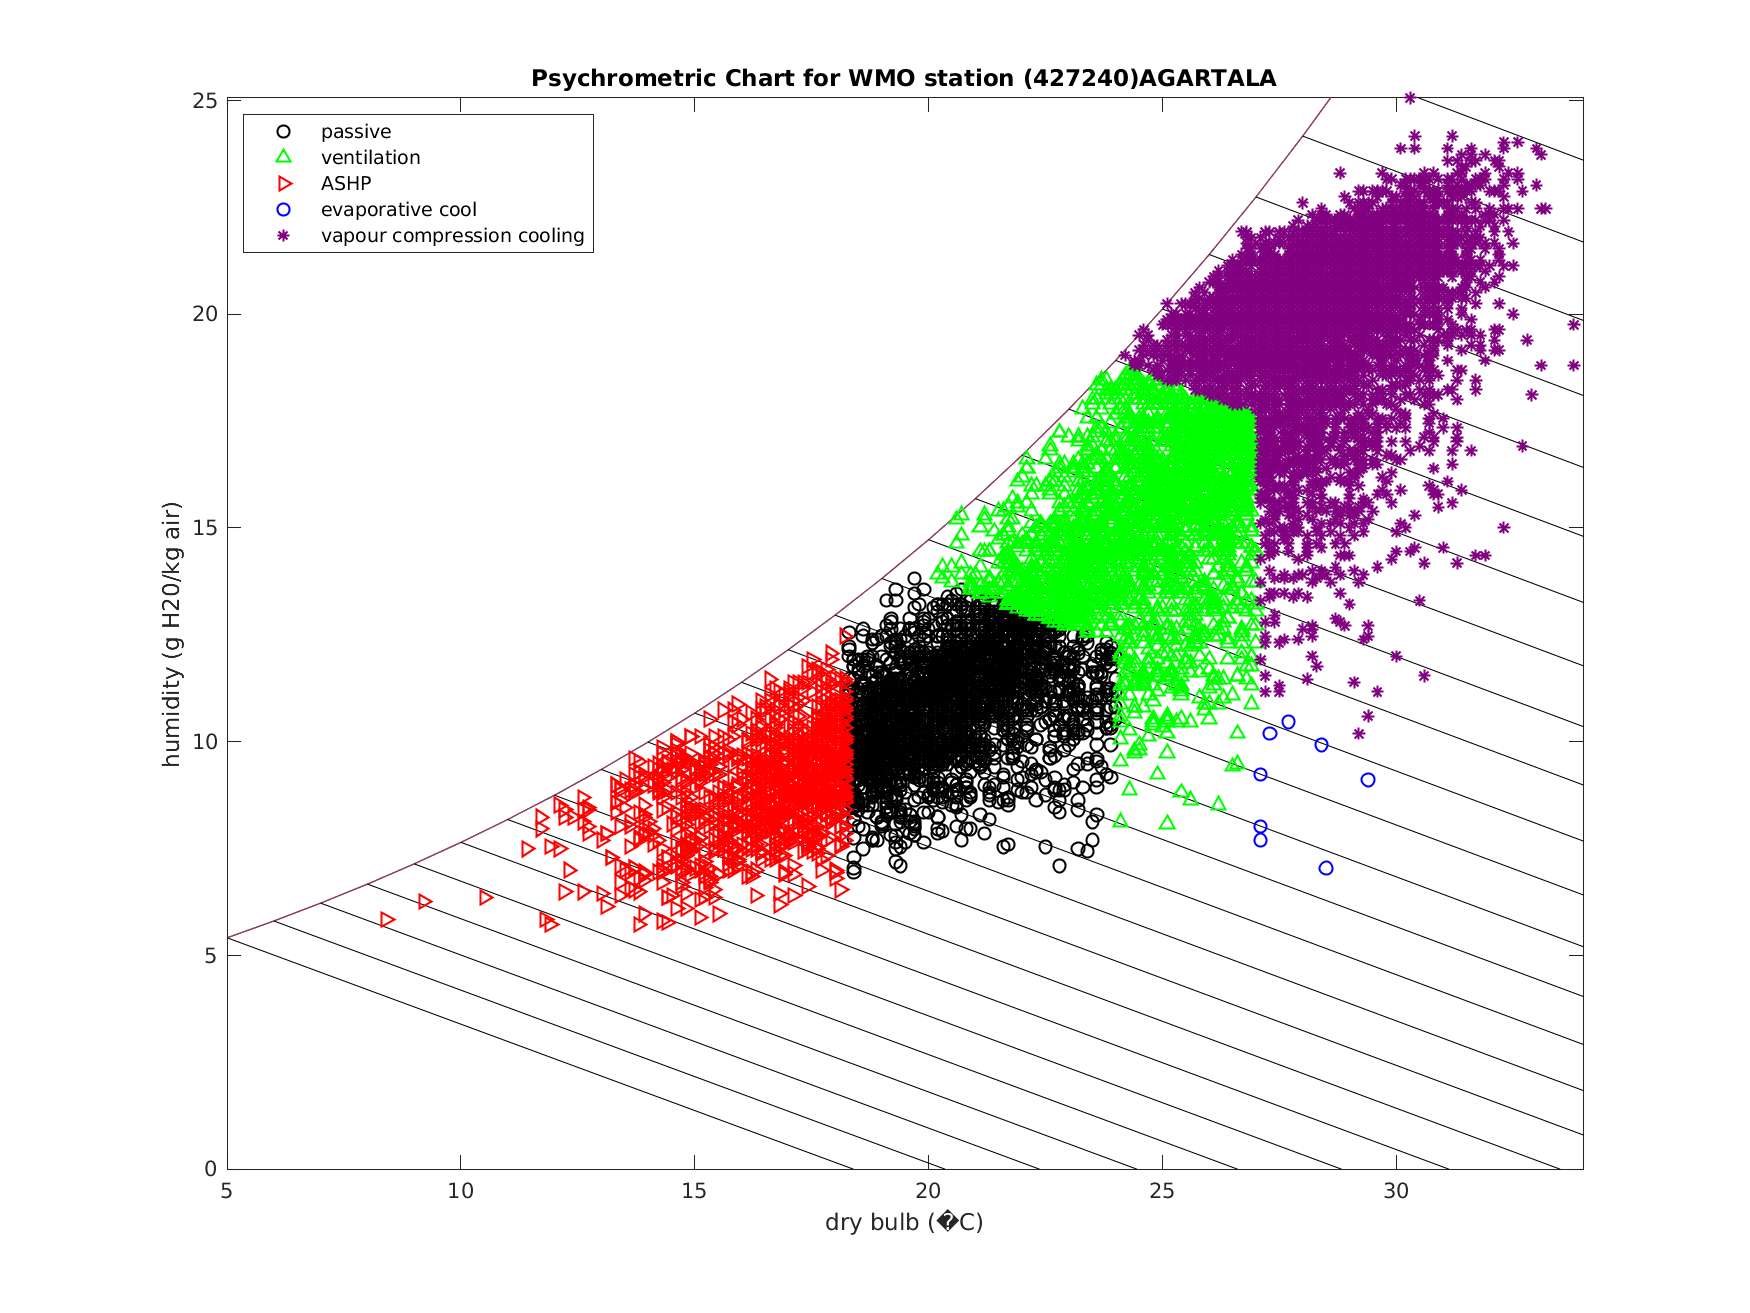 Psychrometric Chart for WMO station (427240)AGARTALA
passive
ventilation
ASHP
evaporative cool
vapour compression cooling
25
20
15
10
5
0
humidity (g H20/kg air)
5 10 15 20 25 30
dry bulb (�C)